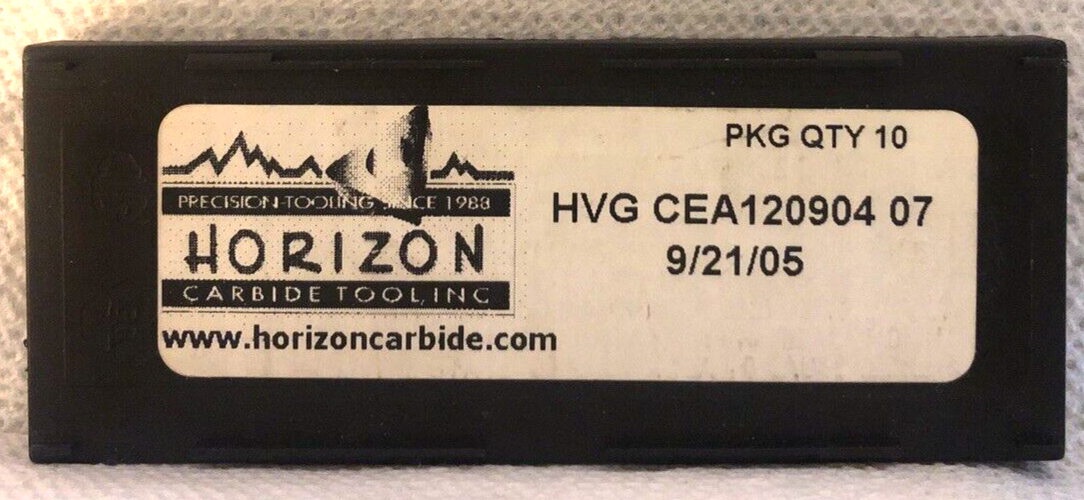 PKG QTY 10
PRECISION TOOLING SINCE 1988
HORIZON
CARBIDE TOOL, INC
www.horizoncarbide.com
HVG CEA120904 07
9/21/05